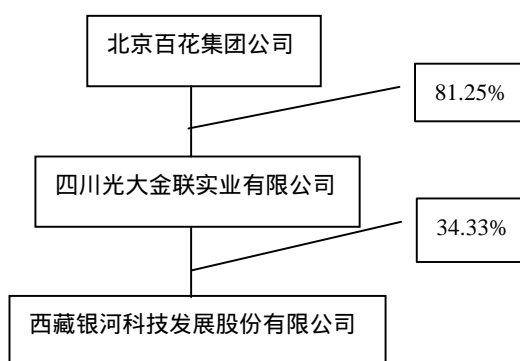 北京百花集团公司
81.25%
四川光大金联实业有限公司
34.33%
西藏银河科技发展股份有限公司